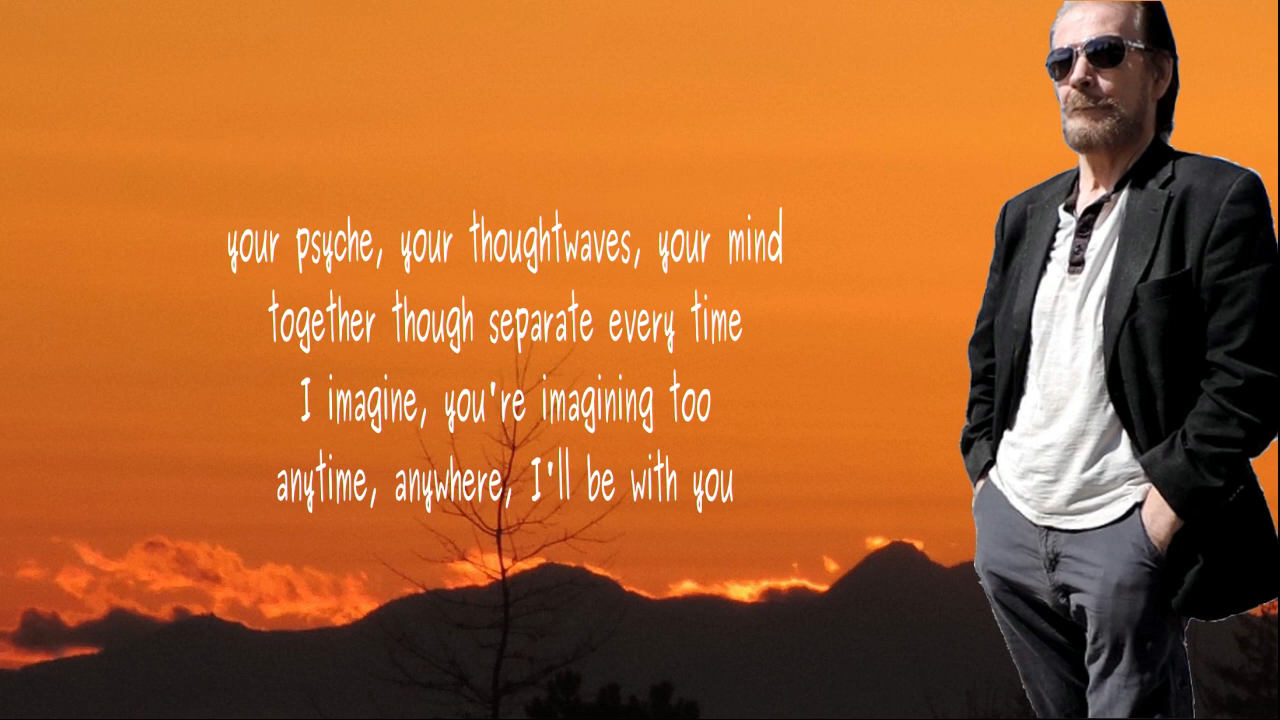 your psyche, your thoughtwaves, your mind
together though separate every time
I imagine, you're imagining too
anytime, anywhere, I'll be with you